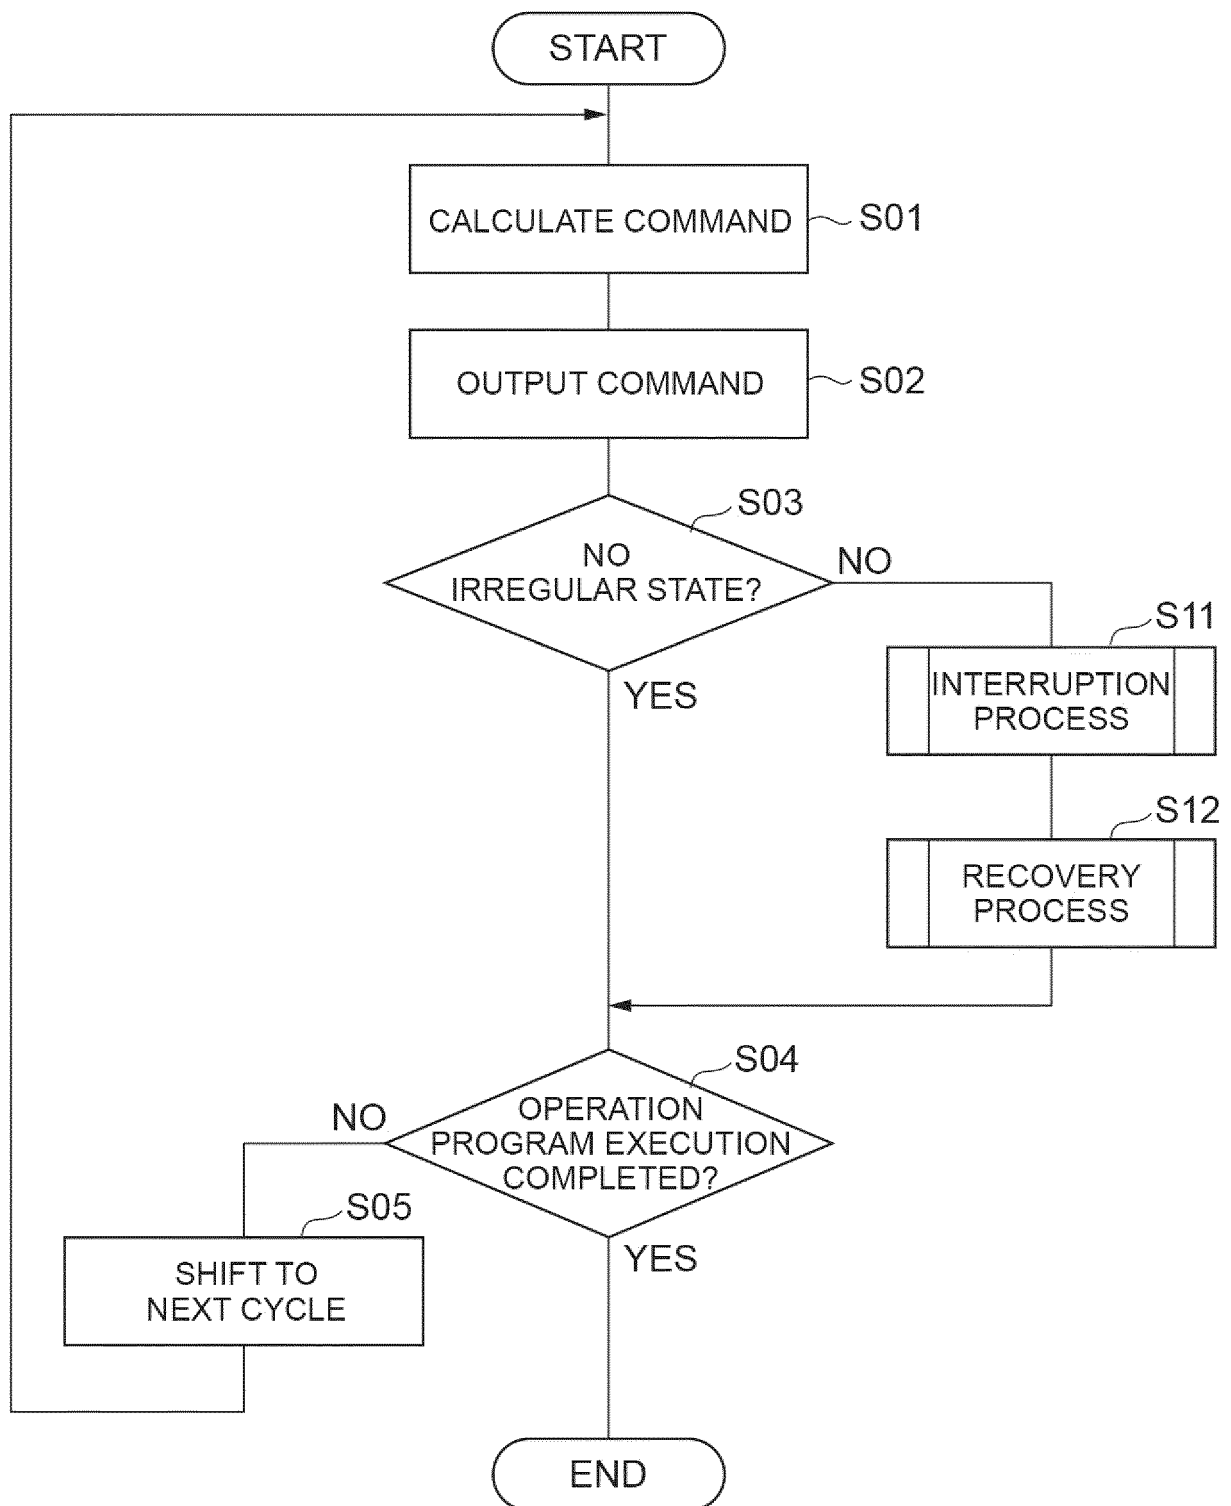 START
CALCULATE COMMAND
S01
OUTPUT COMMAND
S02
S03
NO
IRREGULAR STATE?
NO
YES
S11
INTERRUPTION
PROCESS
S12
RECOVERY
PROCESS
S04
OPERATION
PROGRAM EXECUTION
COMPLETED?
NO
YES
S05
SHIFT TO
NEXT CYCLE
END